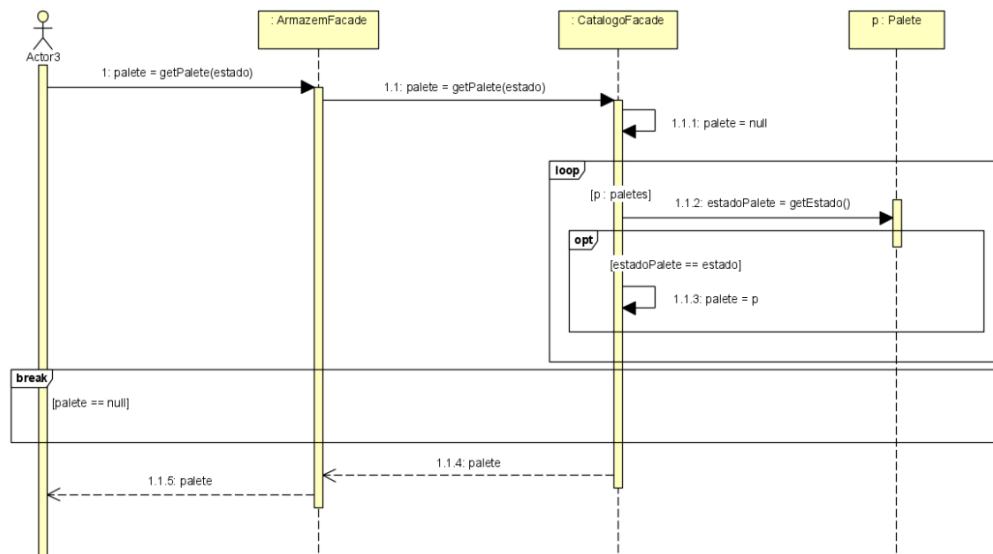 : ArmazemFacade
: CatalogoFacade
p : Palete
Actor3
1: palete = getPalete(estado)
1.1: palete = getPalete(estado)
1.1.1: palete = null
loop
[p : paletes]
1.1.2: estadoPalete = getEstado()
opt
[estadoPalete == estado]
1.1.3: palete = p
break
[palete == null]
1.1.4: palete
1.1.5: palete